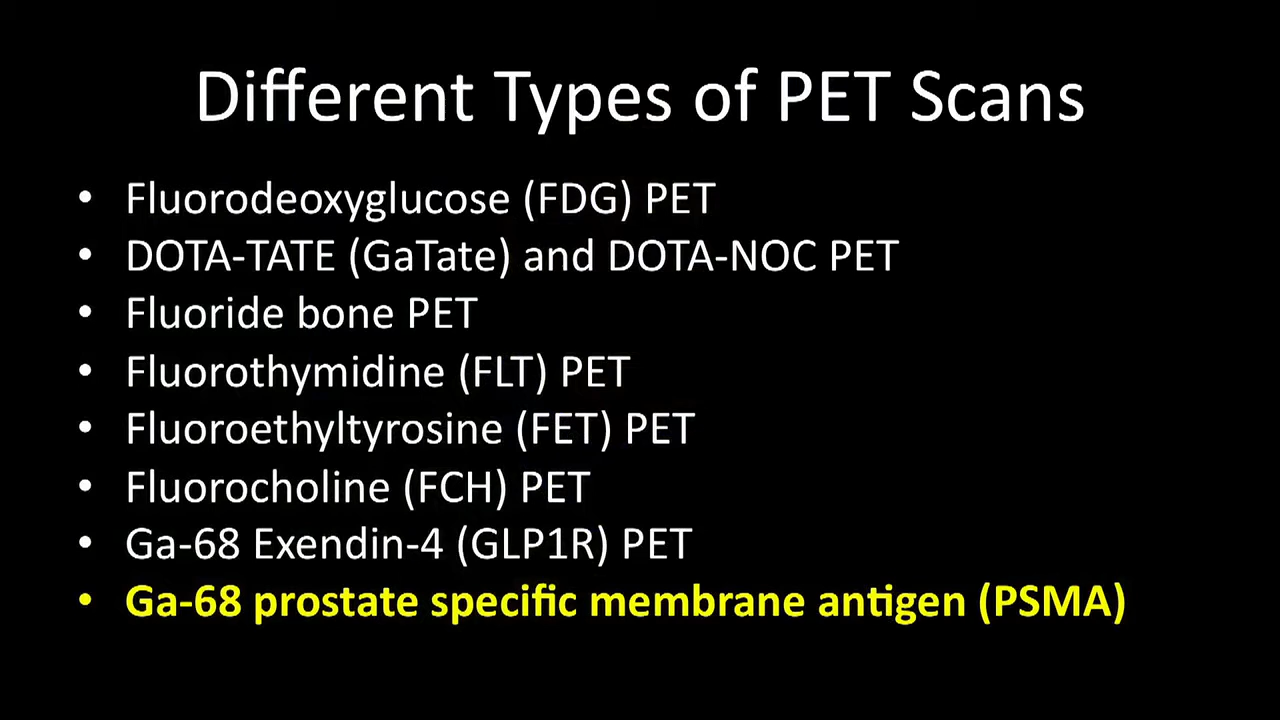 Different Types of PET Scans
• Fluorodeoxyglucose (FDG) PET
• DOTA-TATE (GaTate) and DOTA-NOC PET
• Fluoride bone PET
• Fluorothymidine (FLT) PET
• Fluoroethyltyrosine (FET) PET
• Fluorocholine (FCH) PET
• Ga-68 Exendin-4 (GLP1R) PET
• Ga-68 prostate specific membrane antigen (PSMA)